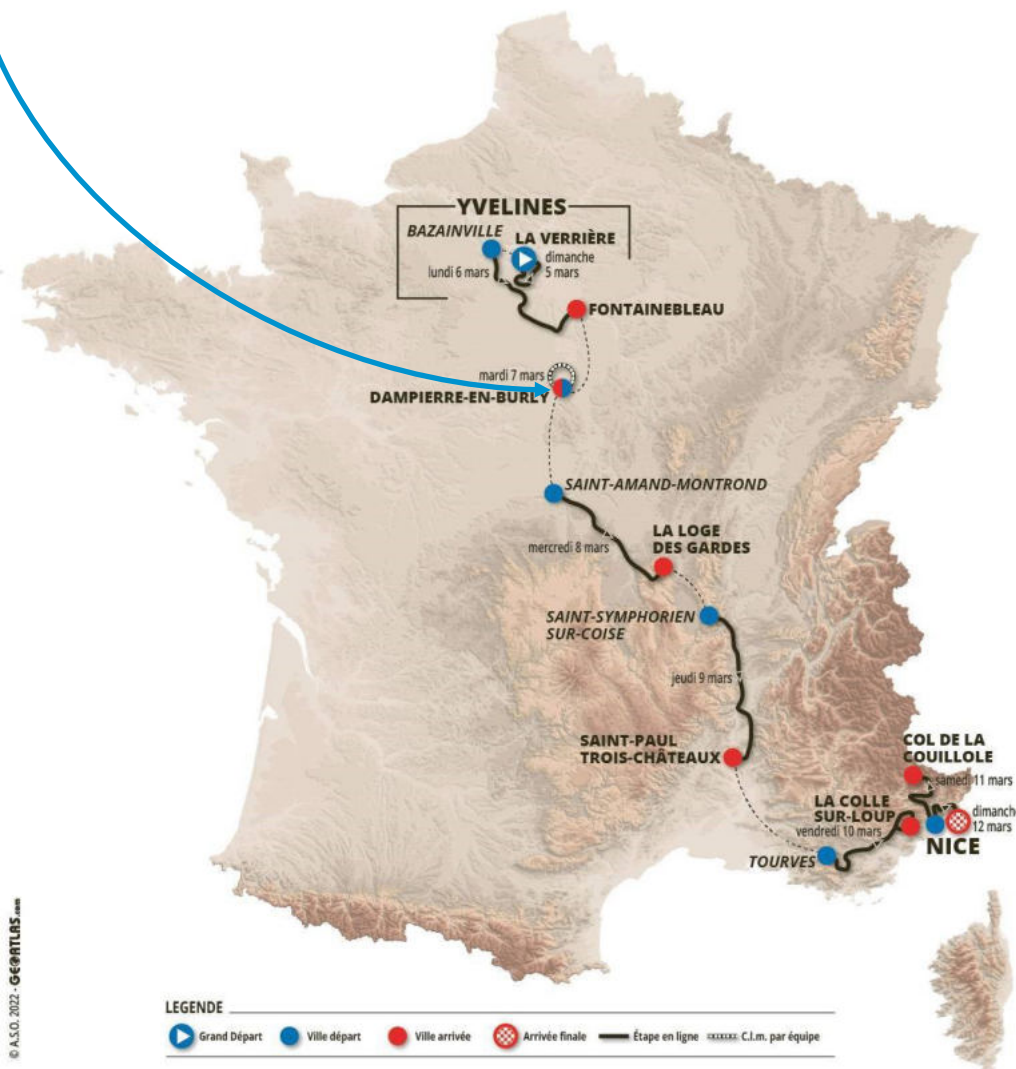 YVELINES
BAZAINVILLE
LA VERRIÈRE
dimanche
5 mars
lundi 6 mars
FONTAINEBLEAU
mardi 7 mars
DAMPIERRE-EN-BURLY
SAINT-AMAND-MONTROND
LA LOGE
DES GARDES
mercredi 8 mars
SAINT-SYMPHORIEN
SUR-COISE
jeudi 9 mars
SAINT-PAUL
TROIS-CHÂTEAUX
COL DE LA
COUILLOLE
samedi 11 mars
LA COLLE
SUR-LOUP
vendredi 10 mars
dimanche
12 mars
NICE
TOURVES
© A.S.O. 2022 - GEOATLAS.com
LEGENDE
Grand Départ
Ville départ
Ville arrivée
Arrivée finale
Étape en ligne
C.l.m. par équipe